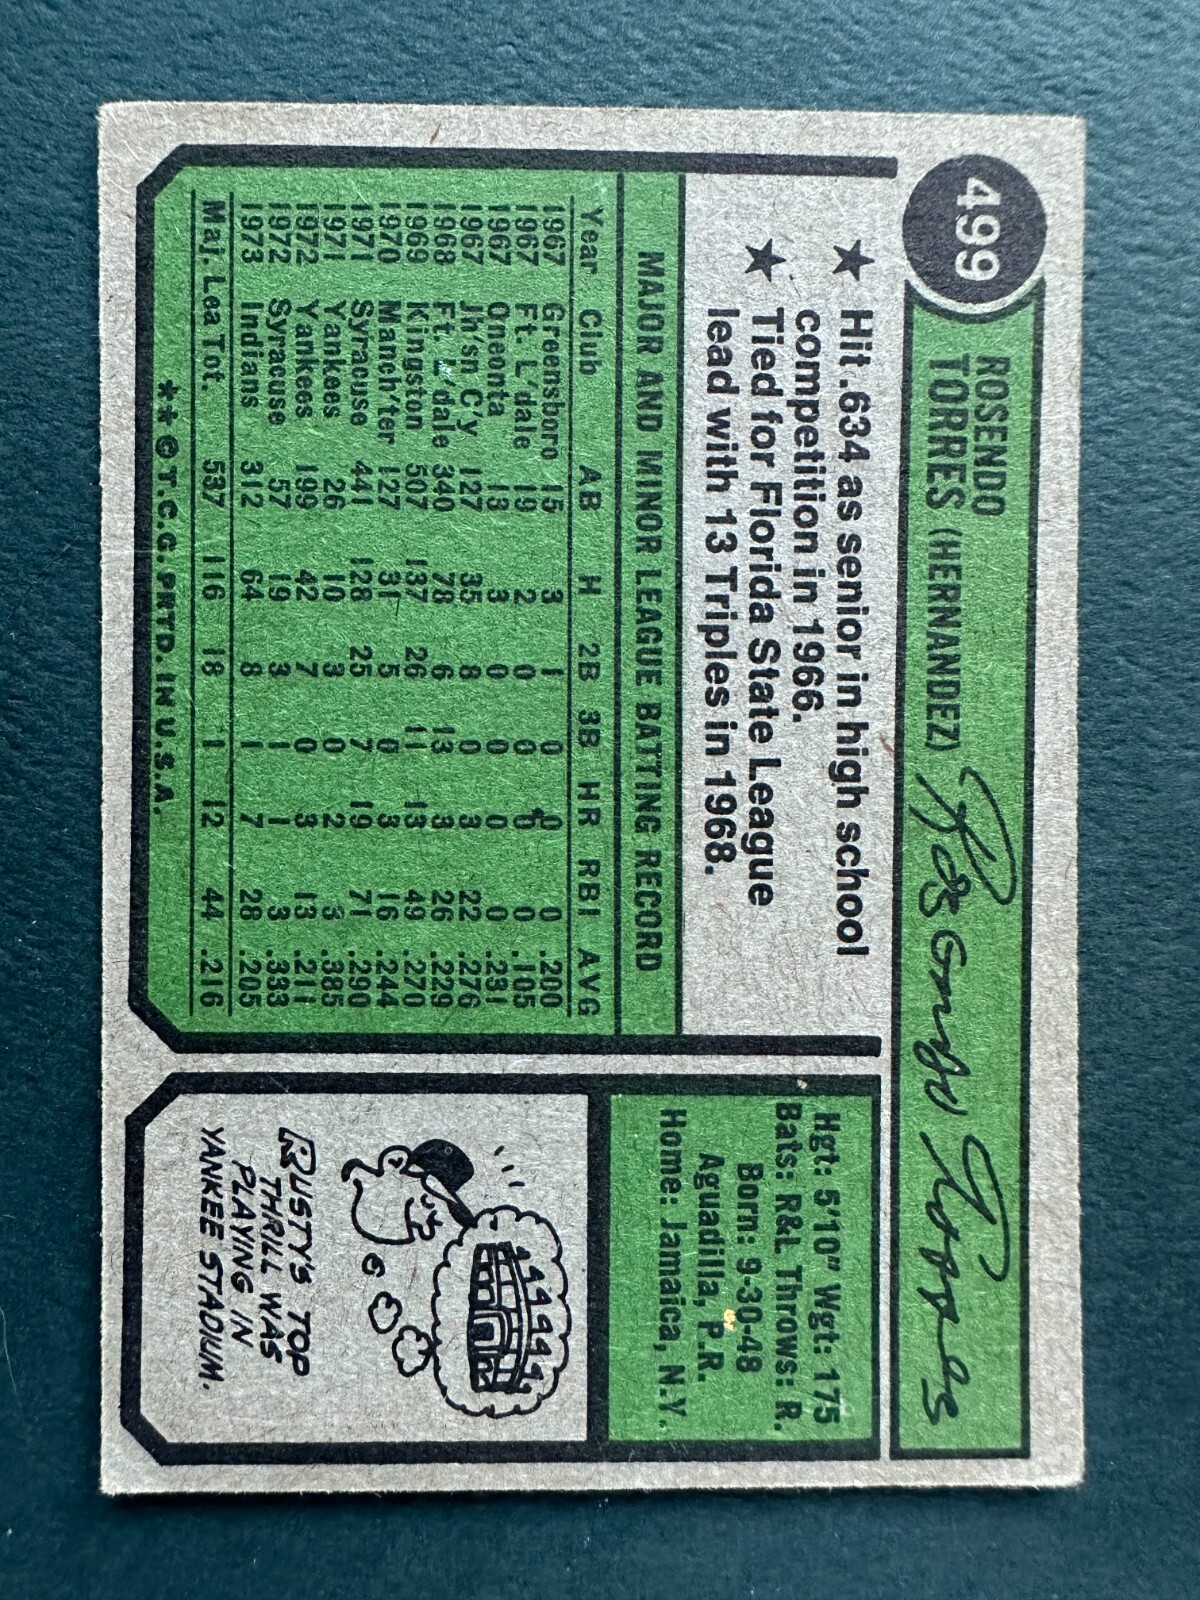 499
ROSENDO
TORRES (HERNANDEZ)
Rosendo Torres
★ Hit .634 as senior in high school
competition in 1966.
★ Tied for Florida State League
lead with 13 Triples in 1968.
MAJOR AND MINOR LEAGUE BATTING RECORD
Year Club AB H 2B 3B HR RBI AVG
1967 Greensboro 15 3 1 0 0 0 .200
1967 Ft. L'dale 19 2 0 0 0 0 .105
1967 Oneonta 13 3 0 0 0 0 .231
1967 Jh'sn C'y 127 35 8 0 3 22 .276
1968 Ft. L'dale 340 78 6 13 3 26 .229
1969 Kingston 507 137 26 11 13 49 .270
1970 Manch'ter 127 31 5 0 3 16 .244
1971 Syracuse 441 128 25 7 19 71 .290
1971 Yankees 26 10 3 0 2 3 .385
1972 Yankees 199 42 7 0 3 13 .211
1972 Syracuse 57 19 3 1 1 3 .333
1973 Indians 312 64 8 1 7 28 .205
Maj. Lea Tot. 537 116 18 1 12 44 .216
★★©T.C.G. PRTD. IN U.S.A.
Hgt: 5'10" Wgt: 175
Bats: R&L Throws: R.
Born: 9-30-48
Aguadilla, P.R.
Home: Jamaica, N.Y.
RUSTY'S TOP
THRILL WAS
PLAYING IN
YANKEE STADIUM.